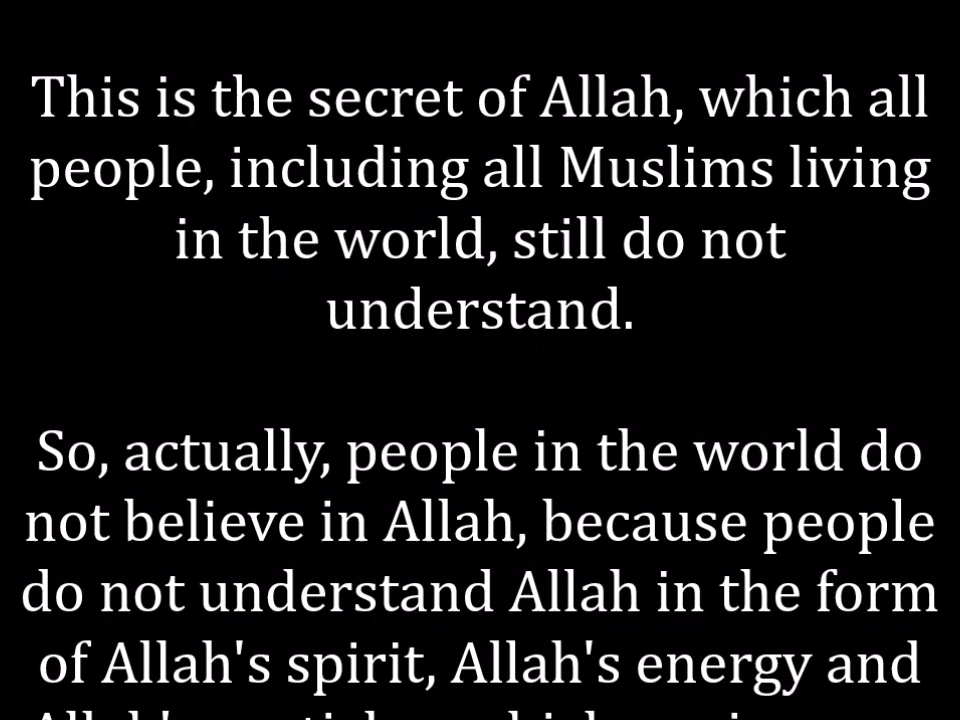 This is the secret of Allah, which all
people, including all Muslims living
in the world, still do not
understand.
So, actually, people in the world do
not believe in Allah, because people
do not understand Allah in the form
of Allah's spirit, Allah's energy and